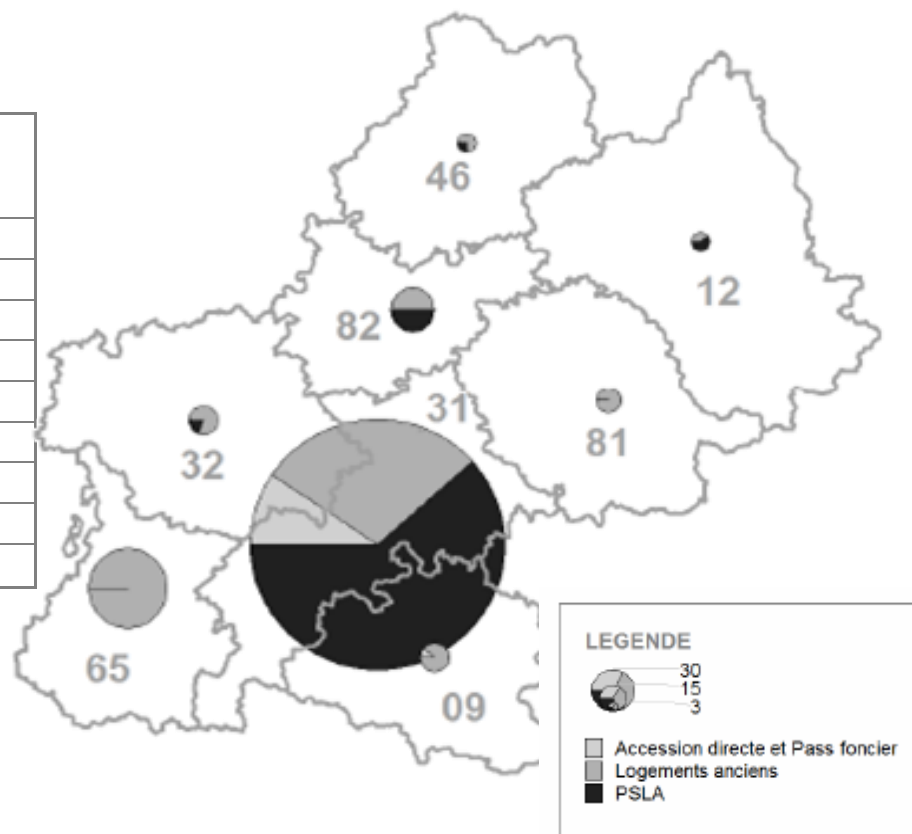 46
12
82
31
81
32
65
09
LEGENDE
30
15
3
Accession directe et Pass foncier
Logements anciens
PSLA